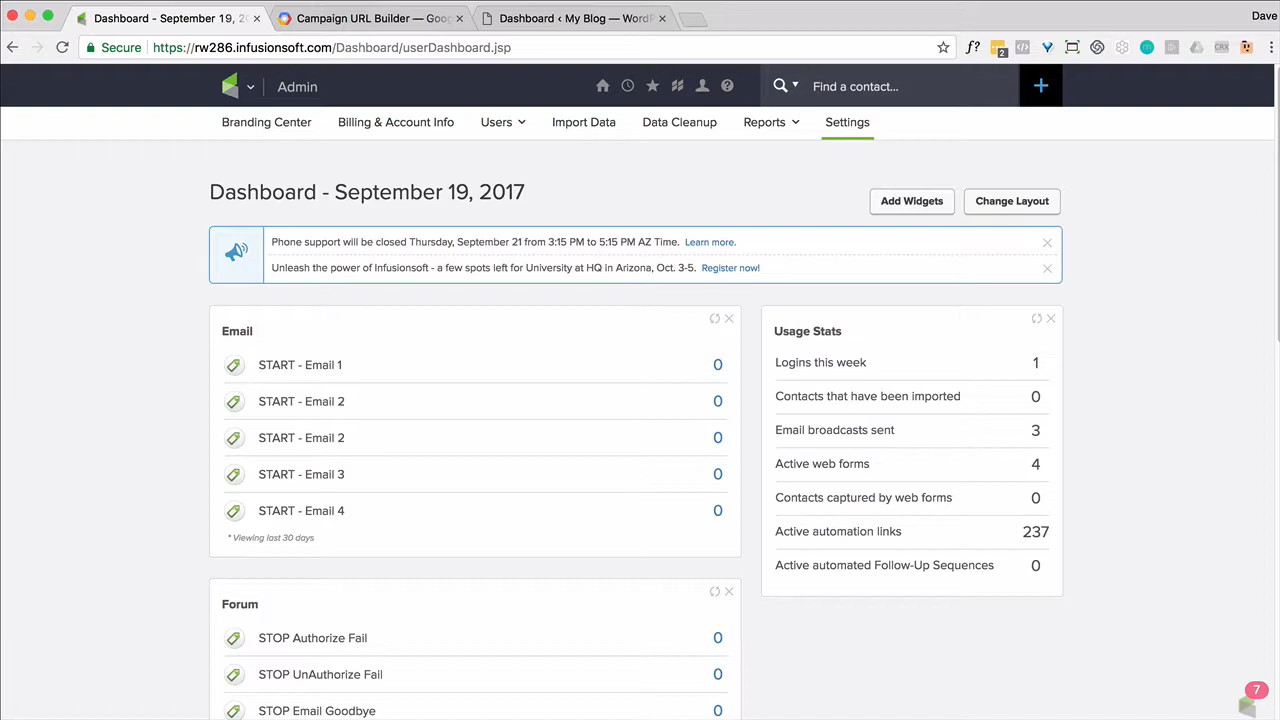 Dashboard - September 19, 2
Campaign URL Builder — Goo
Dashboard ‹ My Blog — WordP
Dave
Secure
https://rw286.infusionsoft.com/Dashboard/userDashboard.jsp
f?
2
CRX
Admin
Find a contact...
Branding Center
Billing & Account Info
Users
Import Data
Data Cleanup
Reports
Settings
Dashboard - September 19, 2017
Add Widgets
Change Layout
Phone support will be closed Thursday, September 21 from 3:15 PM to 5:15 PM AZ Time. Learn more.
Unleash the power of Infusionsoft - a few spots left for University at HQ in Arizona, Oct. 3-5. Register now!
Email
START - Email 1 0
START - Email 2 0
START - Email 2 0
START - Email 3 0
START - Email 4 0
* Viewing last 30 days
Usage Stats
Logins this week 1
Contacts that have been imported 0
Email broadcasts sent 3
Active web forms 4
Contacts captured by web forms 0
Active automation links 237
Active automated Follow-Up Sequences 0
Forum
STOP Authorize Fail 0
STOP UnAuthorize Fail 0
STOP Email Goodbye 0
7